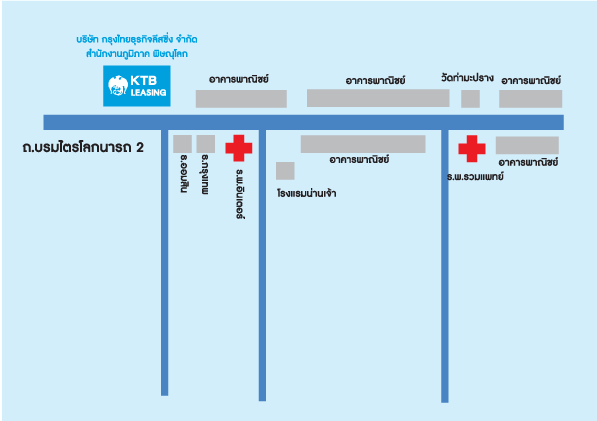 บริษัท กรุงไทยธุรกิจลีสซิ่ง จำกัด
สำนักงานภูมิภาค พิษณุโลก
KTB
LEASING
อาคารพาณิชย์
อาคารพาณิชย์
วัดท่ามะปราง
อาคารพาณิชย์
ถ.บรมไตรโลกนารถ 2
ธ.ออมสิน
ธ.กรุงเทพ
ร.พ.อินเตอร์
โรงแรมน่านเจ้า
อาคารพาณิชย์
ร.พ.รวมแพทย์
อาคารพาณิชย์